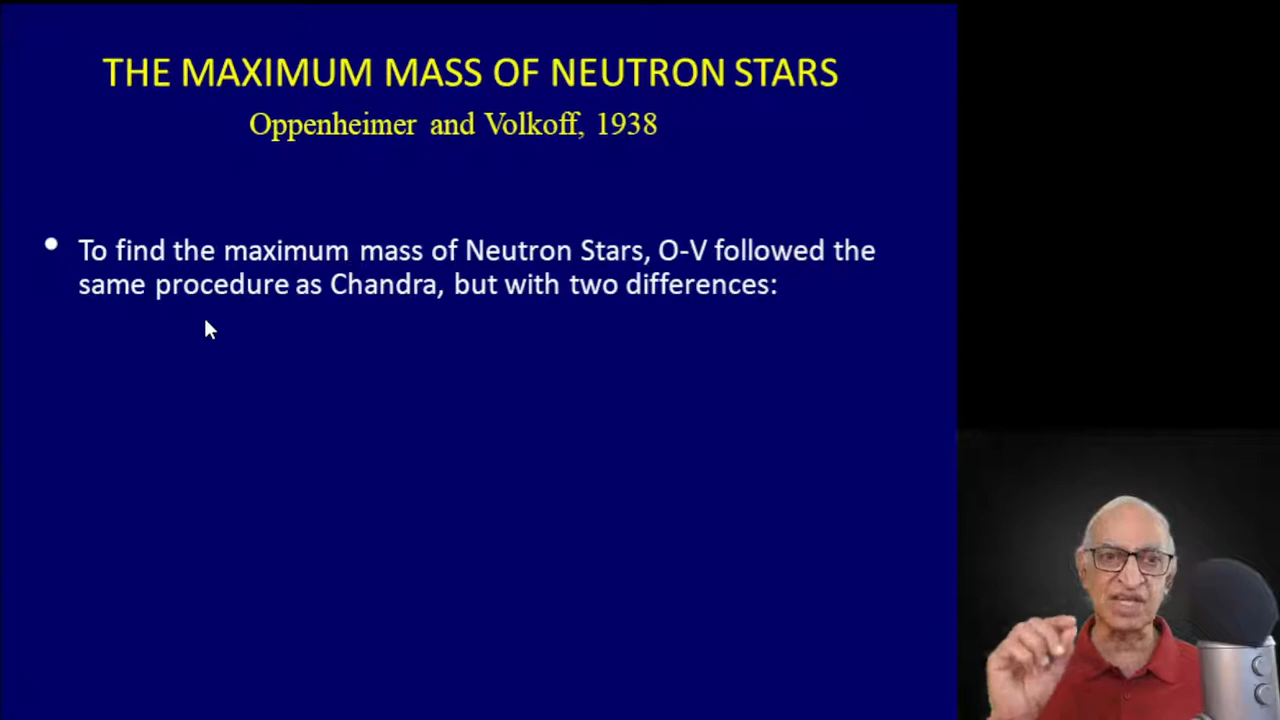 THE MAXIMUM MASS OF NEUTRON STARS
Oppenheimer and Volkoff, 1938
• To find the maximum mass of Neutron Stars, O-V followed the
same procedure as Chandra, but with two differences: